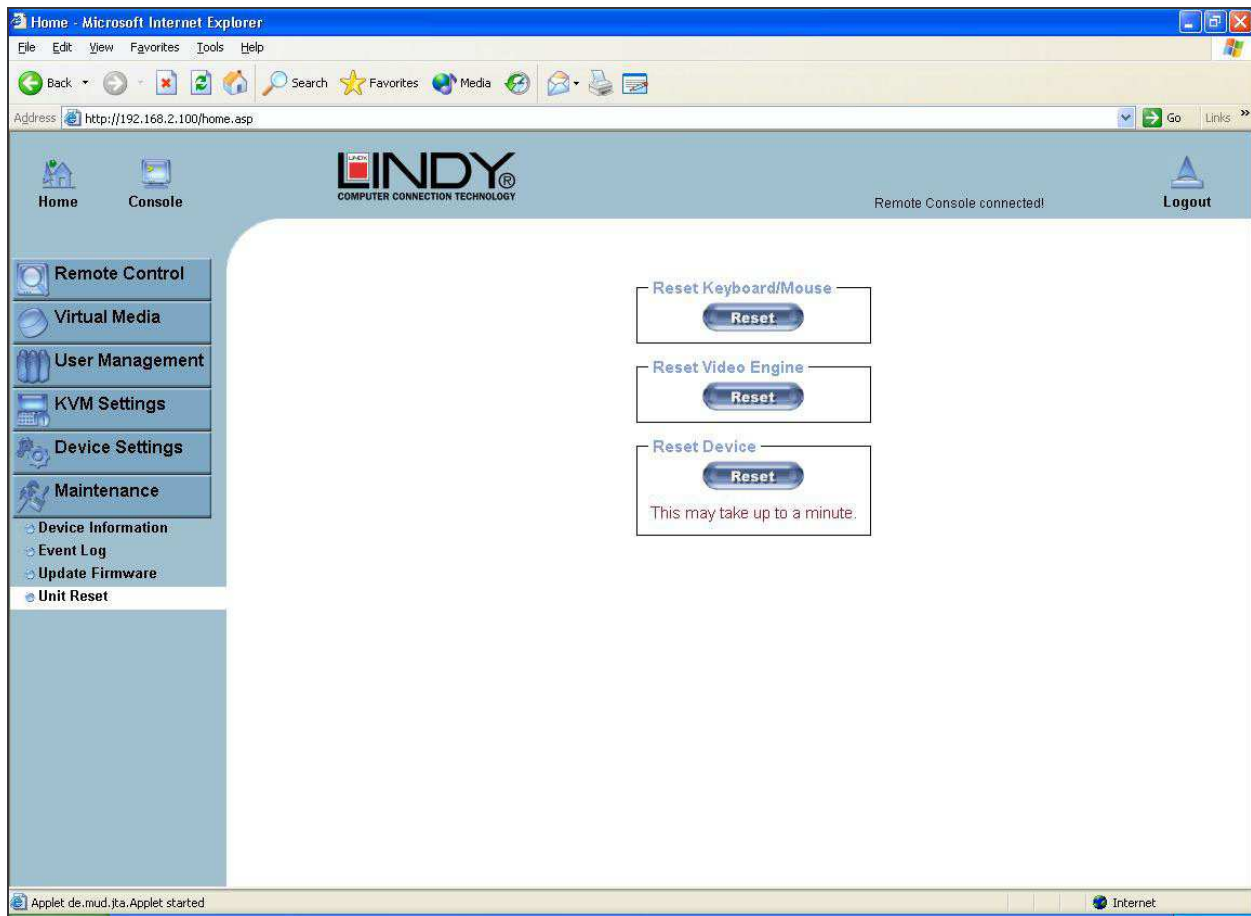 Home - Microsoft Internet Explorer
File Edit View Favorites Tools Help
Back Search Favorites Media
Address http://192.168.2.100/home.asp Go Links »
Home Console
LINDY®
COMPUTER CONNECTION TECHNOLOGY
Remote Console connected!
Logout
Remote Control
Virtual Media
User Management
KVM Settings
Device Settings
Maintenance
Device Information
Event Log
Update Firmware
Unit Reset
Reset Keyboard/Mouse
Reset
Reset Video Engine
Reset
Reset Device
Reset
This may take up to a minute.
Applet de.mud.jta.Applet started Internet